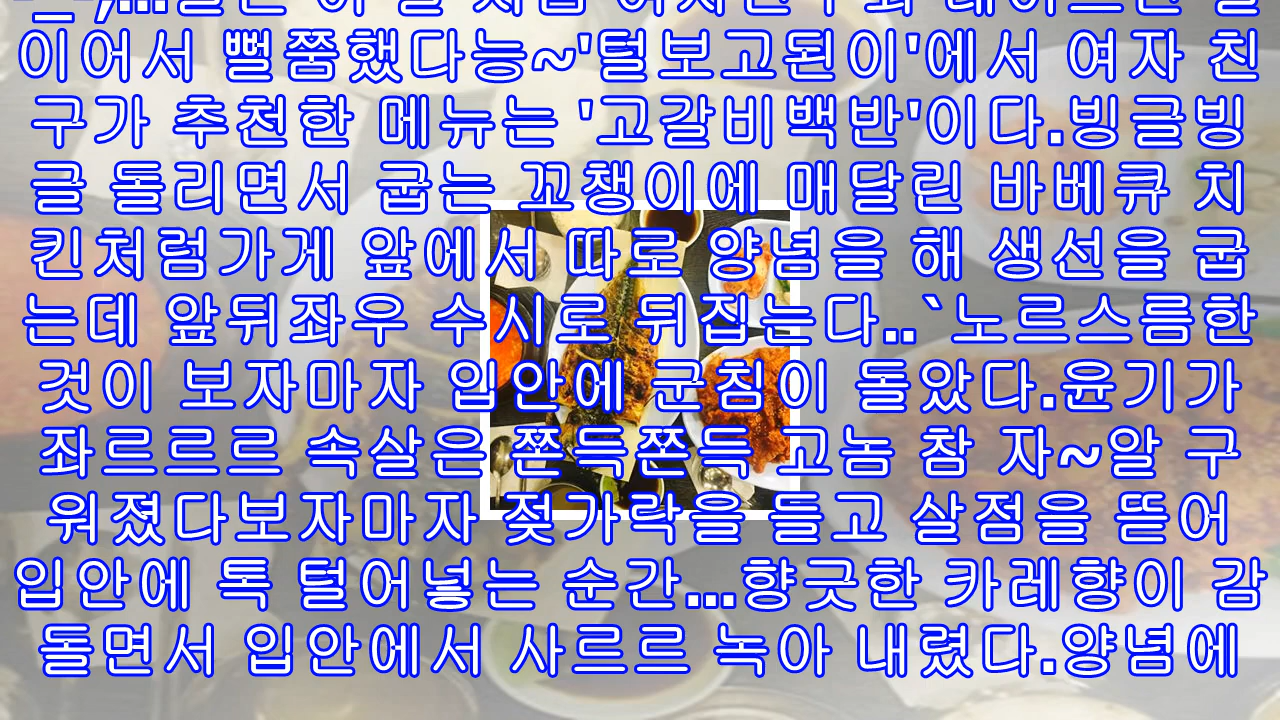 이어서 뻘쭘했다능~'털보고된이'에서 여자 친
구가 추천한 메뉴는 '고갈비백반'이다.빙글빙
글 돌리면서 굽는 꼬챙이에 매달린 바베큐 치
킨처럼가게 앞에서 따로 양념을 해 생선을 굽
는데 앞뒤좌우 수시로 뒤집는다..`노르스름한
것이 보자마자 입안에 군침이 돌았다.윤기가
좌르르르 속살은 쫀득쫀득 고놈 참 자~알 구
워졌다보자마자 젖가락을 들고 살점을 뜯어
입안에 톡 털어넣는 순간...향긋한 카레향이 감
돌면서 입안에서 사르르 녹아 내렸다.양념에